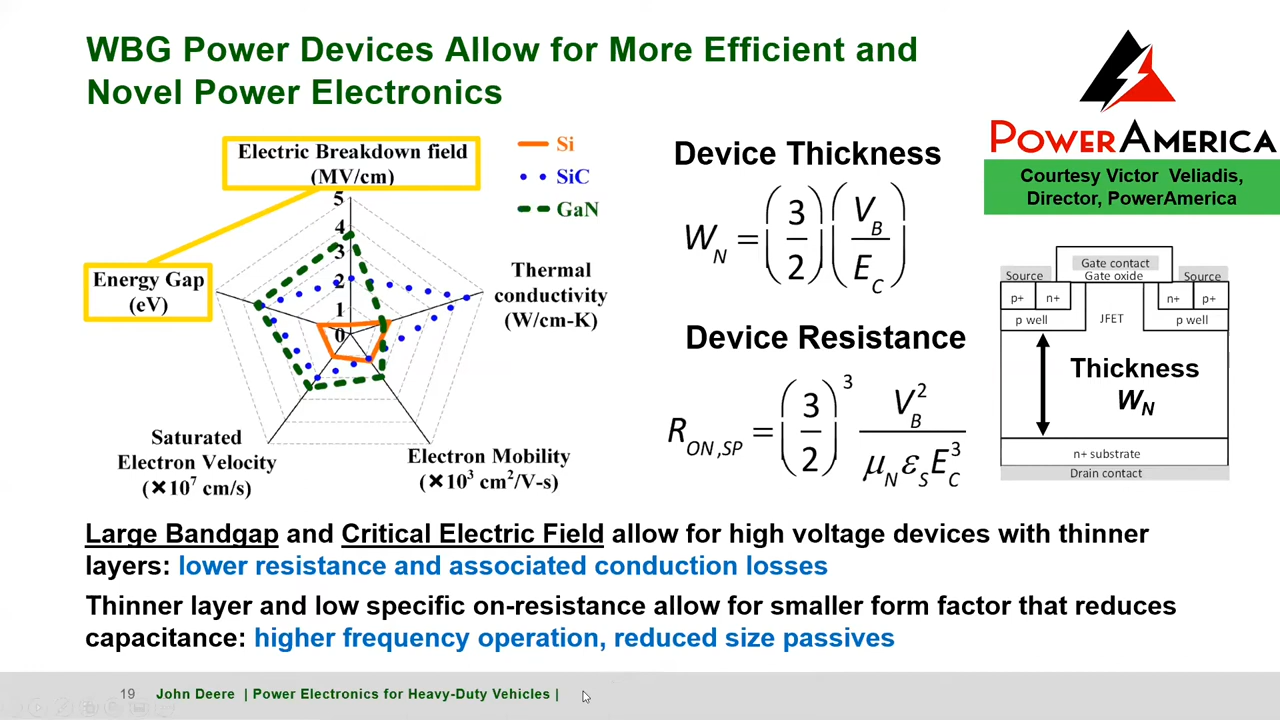 WBG Power Devices Allow for More Efficient and
Novel Power Electronics
POWERAMERICA
Courtesy Victor Veliadis,
Director, PowerAmerica
Electric Breakdown field
(MV/cm)
Si
SiC
GaN
5
4
3
2
1
0
Energy Gap
(eV)
Thermal
conductivity
(W/cm-K)
Saturated
Electron Velocity
(×10⁷ cm/s)
Electron Mobility
(×10³ cm²/V-s)
Device Thickness
W_N = (3/2) (V_B/E_C)
Device Resistance
R_ON,SP = (3/2)³ V_B²/(μ_N ε_S E_C³)
Gate contact
Source
Gate oxide
Source
p+
n+
n+
p+
p well
JFET
p well
Thickness
W_N
n+ substrate
Drain contact
Large Bandgap and Critical Electric Field allow for high voltage devices with thinner
layers: lower resistance and associated conduction losses
Thinner layer and low specific on-resistance allow for smaller form factor that reduces
capacitance: higher frequency operation, reduced size passives
19 John Deere | Power Electronics for Heavy-Duty Vehicles |